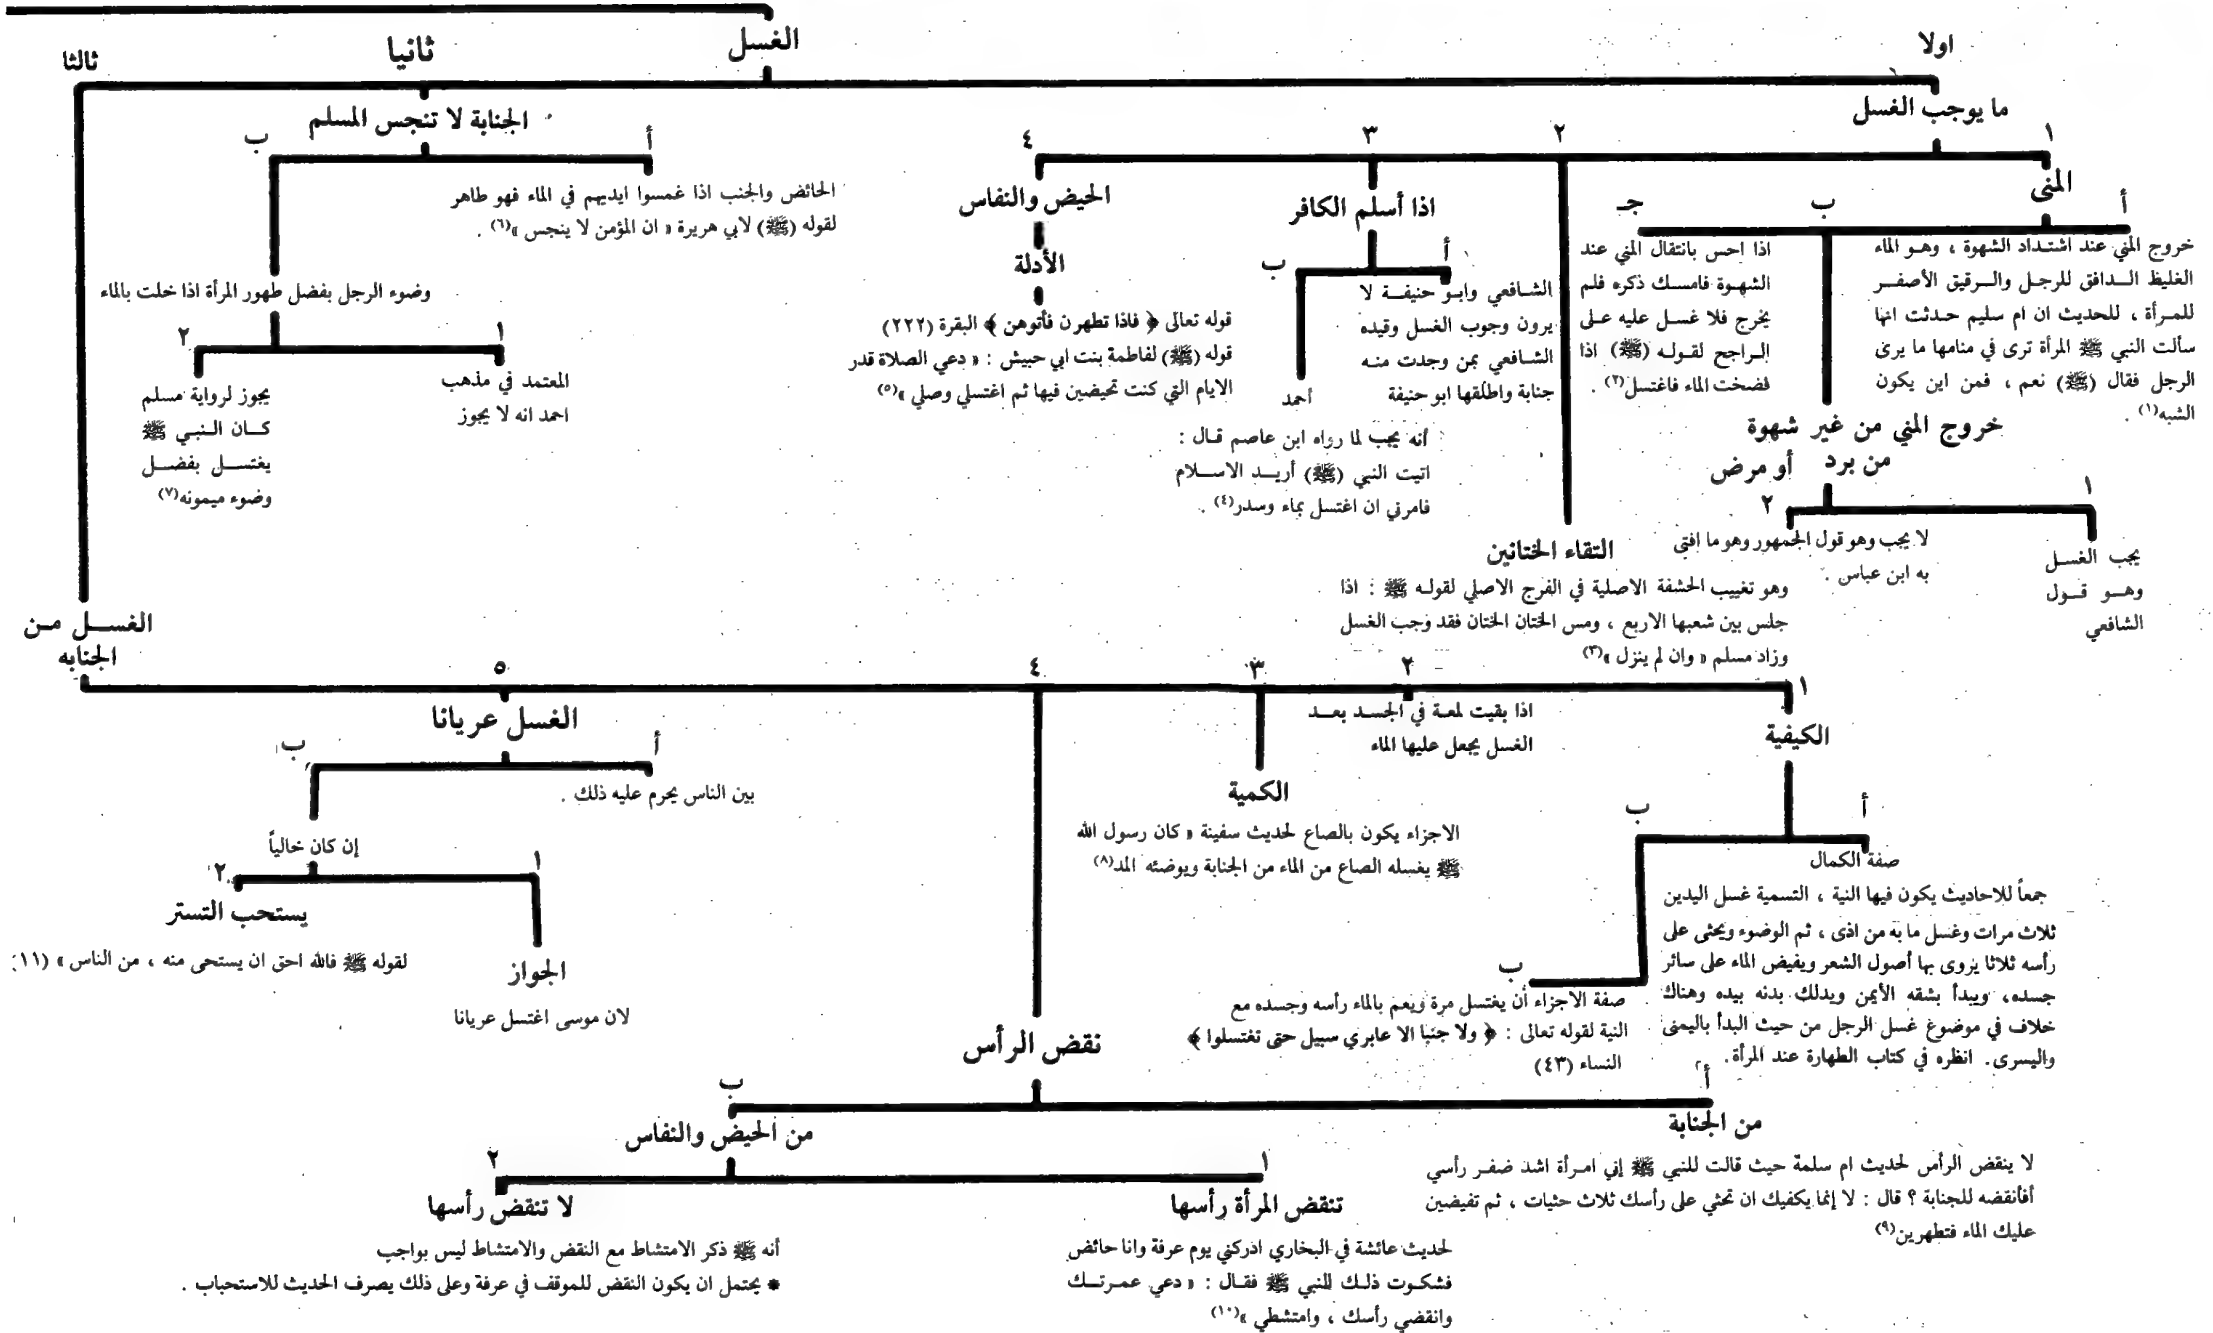 الغسل
اولا
ما يوجب الغسل
١
المنى
أ
خروج المني عند اشتداد الشهوة ، وهو الماء
الغليظ الدافق للرجل والرقيق الأصفر
للمرأة ، للحديث ان ام سليم حدثت انها
سألت النبي ﷺ المرأة ترى في منامها ما يرى
الرجل فقال (ﷺ) نعم ، فمن اين يكون
الشبه(١) .
ب
خروج المني من غير شهوة
من برد أو مرض
١
يجب الغسل
وهو قول
الشافعي
٢
لا يجب وهو قول الجمهور وهو ما افتى
به ابن عباس .
جـ
اذا احس بانتقال المني عند
الشهوة فامسك ذكره فلم
يخرج فلا غسل عليه على
الراجح لقوله (ﷺ) اذا
فضخت الماء فاغتسل(٢) .
٢
التقاء الختانين
وهو تغييب الحشفة الاصلية في الفرج الاصلي لقوله ﷺ : اذا
جلس بين شعبها الاربع ، ومس الختان الختان فقد وجب الغسل
وزاد مسلم « وان لم ينزل »(٣)
٣
اذا أسلم الكافر
أ
الشافعي وابو حنيفة لا
يرون وجوب الغسل وقيده
الشافعي بمن وجدت منه
جنابة واطلقها ابو حنيفة
ب
أحمد
أنه يجب لما رواه ابن عاصم قال :
اتيت النبي (ﷺ) أريد الاسلام
فامرني ان اغتسل بماء وسدر(٤) .
٤
الحيض والنفاس
الأدلة
قوله تعالى ﴿ فاذا تطهرن فأتوهن ﴾ البقرة (٢٢٢)
قوله (ﷺ) لفاطمة بنت ابي حبيش : « دعي الصلاة قدر
الايام التي كنت تحيضين فيها ثم اغتسلي وصلي »(٥)
ثانيا
الجنابة لا تنجس المسلم
أ
الحائض والجنب اذا غمسوا ايديهم في الماء فهو طاهر
لقوله (ﷺ) لابي هريرة « ان المؤمن لا ينجس »(٦) .
ب
وضوء الرجل بفضل طهور المرأة اذا خلت بالماء
١
المعتمد في مذهب
احمد انه لا يجوز
٢
يجوز لرواية مسلم
كان النبي ﷺ
يغتسل بفضل
وضوء ميمونه(٧)
ثالثا
الغسل من
الجنابه
١
الكيفية
أ
صفة الكمال
جمعاً للاحاديث يكون فيها النية ، التسمية غسل اليدين
ثلاث مرات وغسل ما به من اذى ، ثم الوضوء ويحثى على
رأسه ثلاثا يروى بها أصول الشعر ويفيض الماء على سائر
جسده، ويبدأ بشقه الأيمن ويدلك بدنه بيده وهناك
خلاف في موضوغ غسل الرجل من حيث البدأ باليمنى
واليسرى. انظره في كتاب الطهارة عند المرأة.
ب
ب
صفة الاجزاء أن يغتسل مرة ويعم بالماء رأسه وجسده مع
النية لقوله تعالى : ﴿ ولا جنبا الا عابري سبيل حتى تغتسلوا ﴾
النساء (٤٣)
٢
اذا بقيت لمعة في الجسد بعد
الغسل يجعل عليها الماء
٣
الكمية
الاجزاء يكون بالصاع لحديث سفينة « كان رسول الله
ﷺ يغسله الصاع من الماء من الجنابة ويوضئه المد(٨)
٤
نقض الرأس
أ
من الجنابة
لا ينقض الرأس لحديث ام سلمة حيث قالت للنبي ﷺ إني امرأة اشد ضفر رأسي
أفأنقضه للجنابة ؟ قال : لا إنما يكفيك ان تحثي على رأسك ثلاث حثيات ، ثم تفيضين
عليك الماء فتطهرين(٩)
ب
من الحيض والنفاس
١
تنقض المرأة رأسها
لحديث عائشة في البخاري ادركني يوم عرفة وانا حائض
فشكوت ذلك للنبي ﷺ فقال : « دعي عمرتك
وانقضي رأسك ، وامتشطي »(١٠)
٢
لا تنقض رأسها
أنه ﷺ ذكر الامتشاط مع النقض والامتشاط ليس بواجب
* يحتمل ان يكون النقض للموقف في عرفة وعلى ذلك يصرف الحديث للاستحباب .
٥
الغسل عريانا
أ
بين الناس يحرم عليه ذلك .
ب
إن كان خالياً
١
الجواز
لان موسى اغتسل عريانا
٢
يستحب التستر
لقوله ﷺ فالله احق ان يستحى منه ، من الناس » (١١)